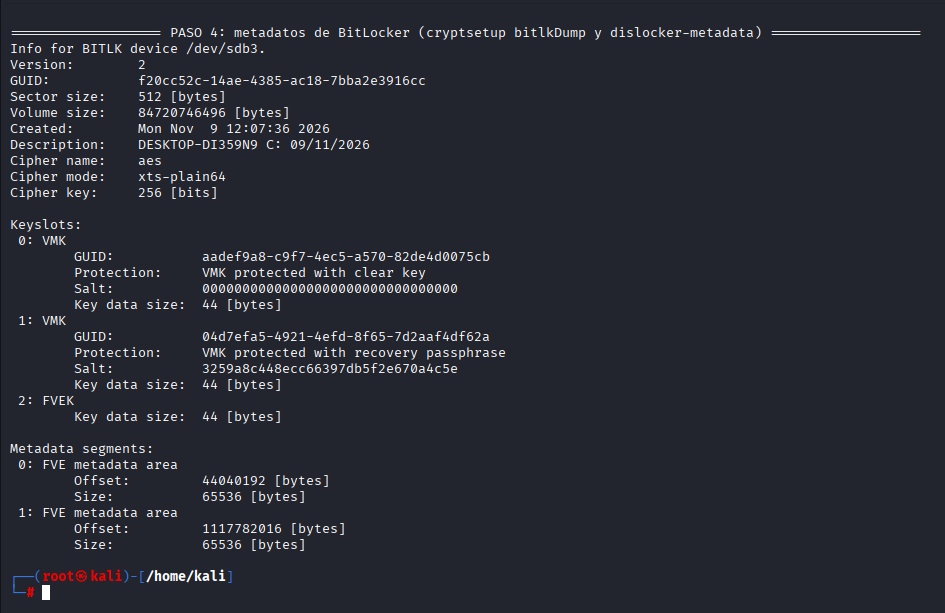 ═══════════════════ PASO 4: metadatos de BitLocker (cryptsetup bitlkDump y dislocker-metadata) ═══════════════════
Info for BITLK device /dev/sdb3.
Version:        2
GUID:           f20cc52c-14ae-4385-ac18-7bba2e3916cc
Sector size:    512 [bytes]
Volume size:    84720746496 [bytes]
Created:        Mon Nov  9 12:07:36 2026
Description:    DESKTOP-DI359N9 C: 09/11/2026
Cipher name:    aes
Cipher mode:    xts-plain64
Cipher key:     256 [bits]

Keyslots:
 0: VMK
        GUID:           aadef9a8-c9f7-4ec5-a570-82de4d0075cb
        Protection:     VMK protected with clear key
        Salt:           00000000000000000000000000000000
        Key data size:  44 [bytes]
 1: VMK
        GUID:           04d7efa5-4921-4efd-8f65-7d2aaf4df62a
        Protection:     VMK protected with recovery passphrase
        Salt:           3259a8c448ecc66397db5f2e670a4c5e
        Key data size:  44 [bytes]
 2: FVEK
        Key data size:  44 [bytes]

Metadata segments:
 0: FVE metadata area
        Offset:         44040192 [bytes]
        Size:           65536 [bytes]
 1: FVE metadata area
        Offset:         1117782016 [bytes]
        Size:           65536 [bytes]

┌──(root㉿kali)-[/home/kali]
└─#